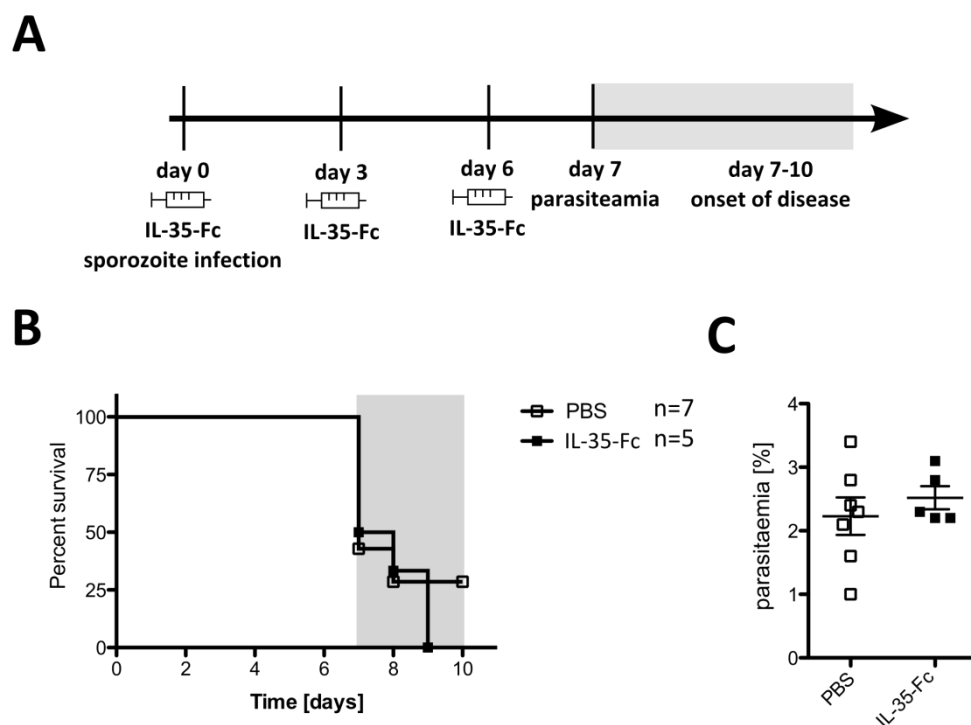 A
day 0
day 3
day 6
day 7
day 7-10
parasiteamia
onset of disease
IL-35-Fc
IL-35-Fc
IL-35-Fc
sporozoite infection
B
Percent survival
100
75
50
25
0
0 2 4 6 8 10
Time [days]
PBS n=7
IL-35-Fc n=5
C
parasitaemia [%]
4
3
2
1
0
PBS
IL-35-Fc